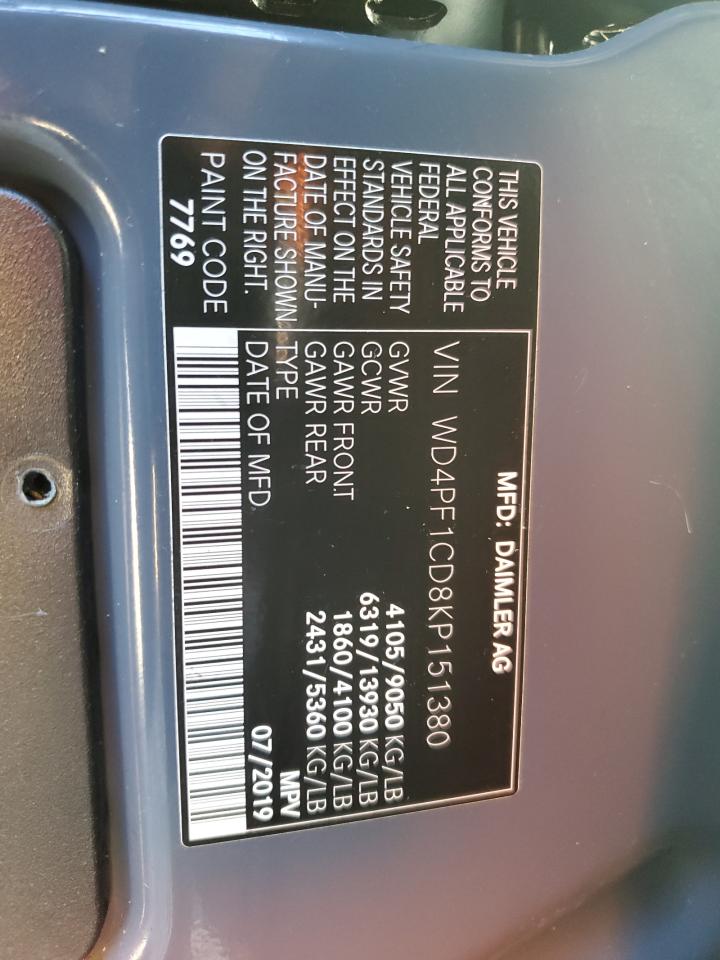 THIS VEHICLE
CONFORMS TO
ALL APPLICABLE
FEDERAL
VEHICLE SAFETY
STANDARDS IN
EFFECT ON THE
DATE OF MANU-
FACTURE SHOWN
ON THE RIGHT.
PAINT CODE
7769
MFD: DAIMLER AG
VIN WD4PF1CD8KP151380
GVWR 4105/9050 KG/LB
GCWR 6319/13930 KG/LB
GAWR FRONT 1860/4100 KG/LB
GAWR REAR 2431/5360 KG/LB
TYPE MPV
DATE OF MFD 07/2019